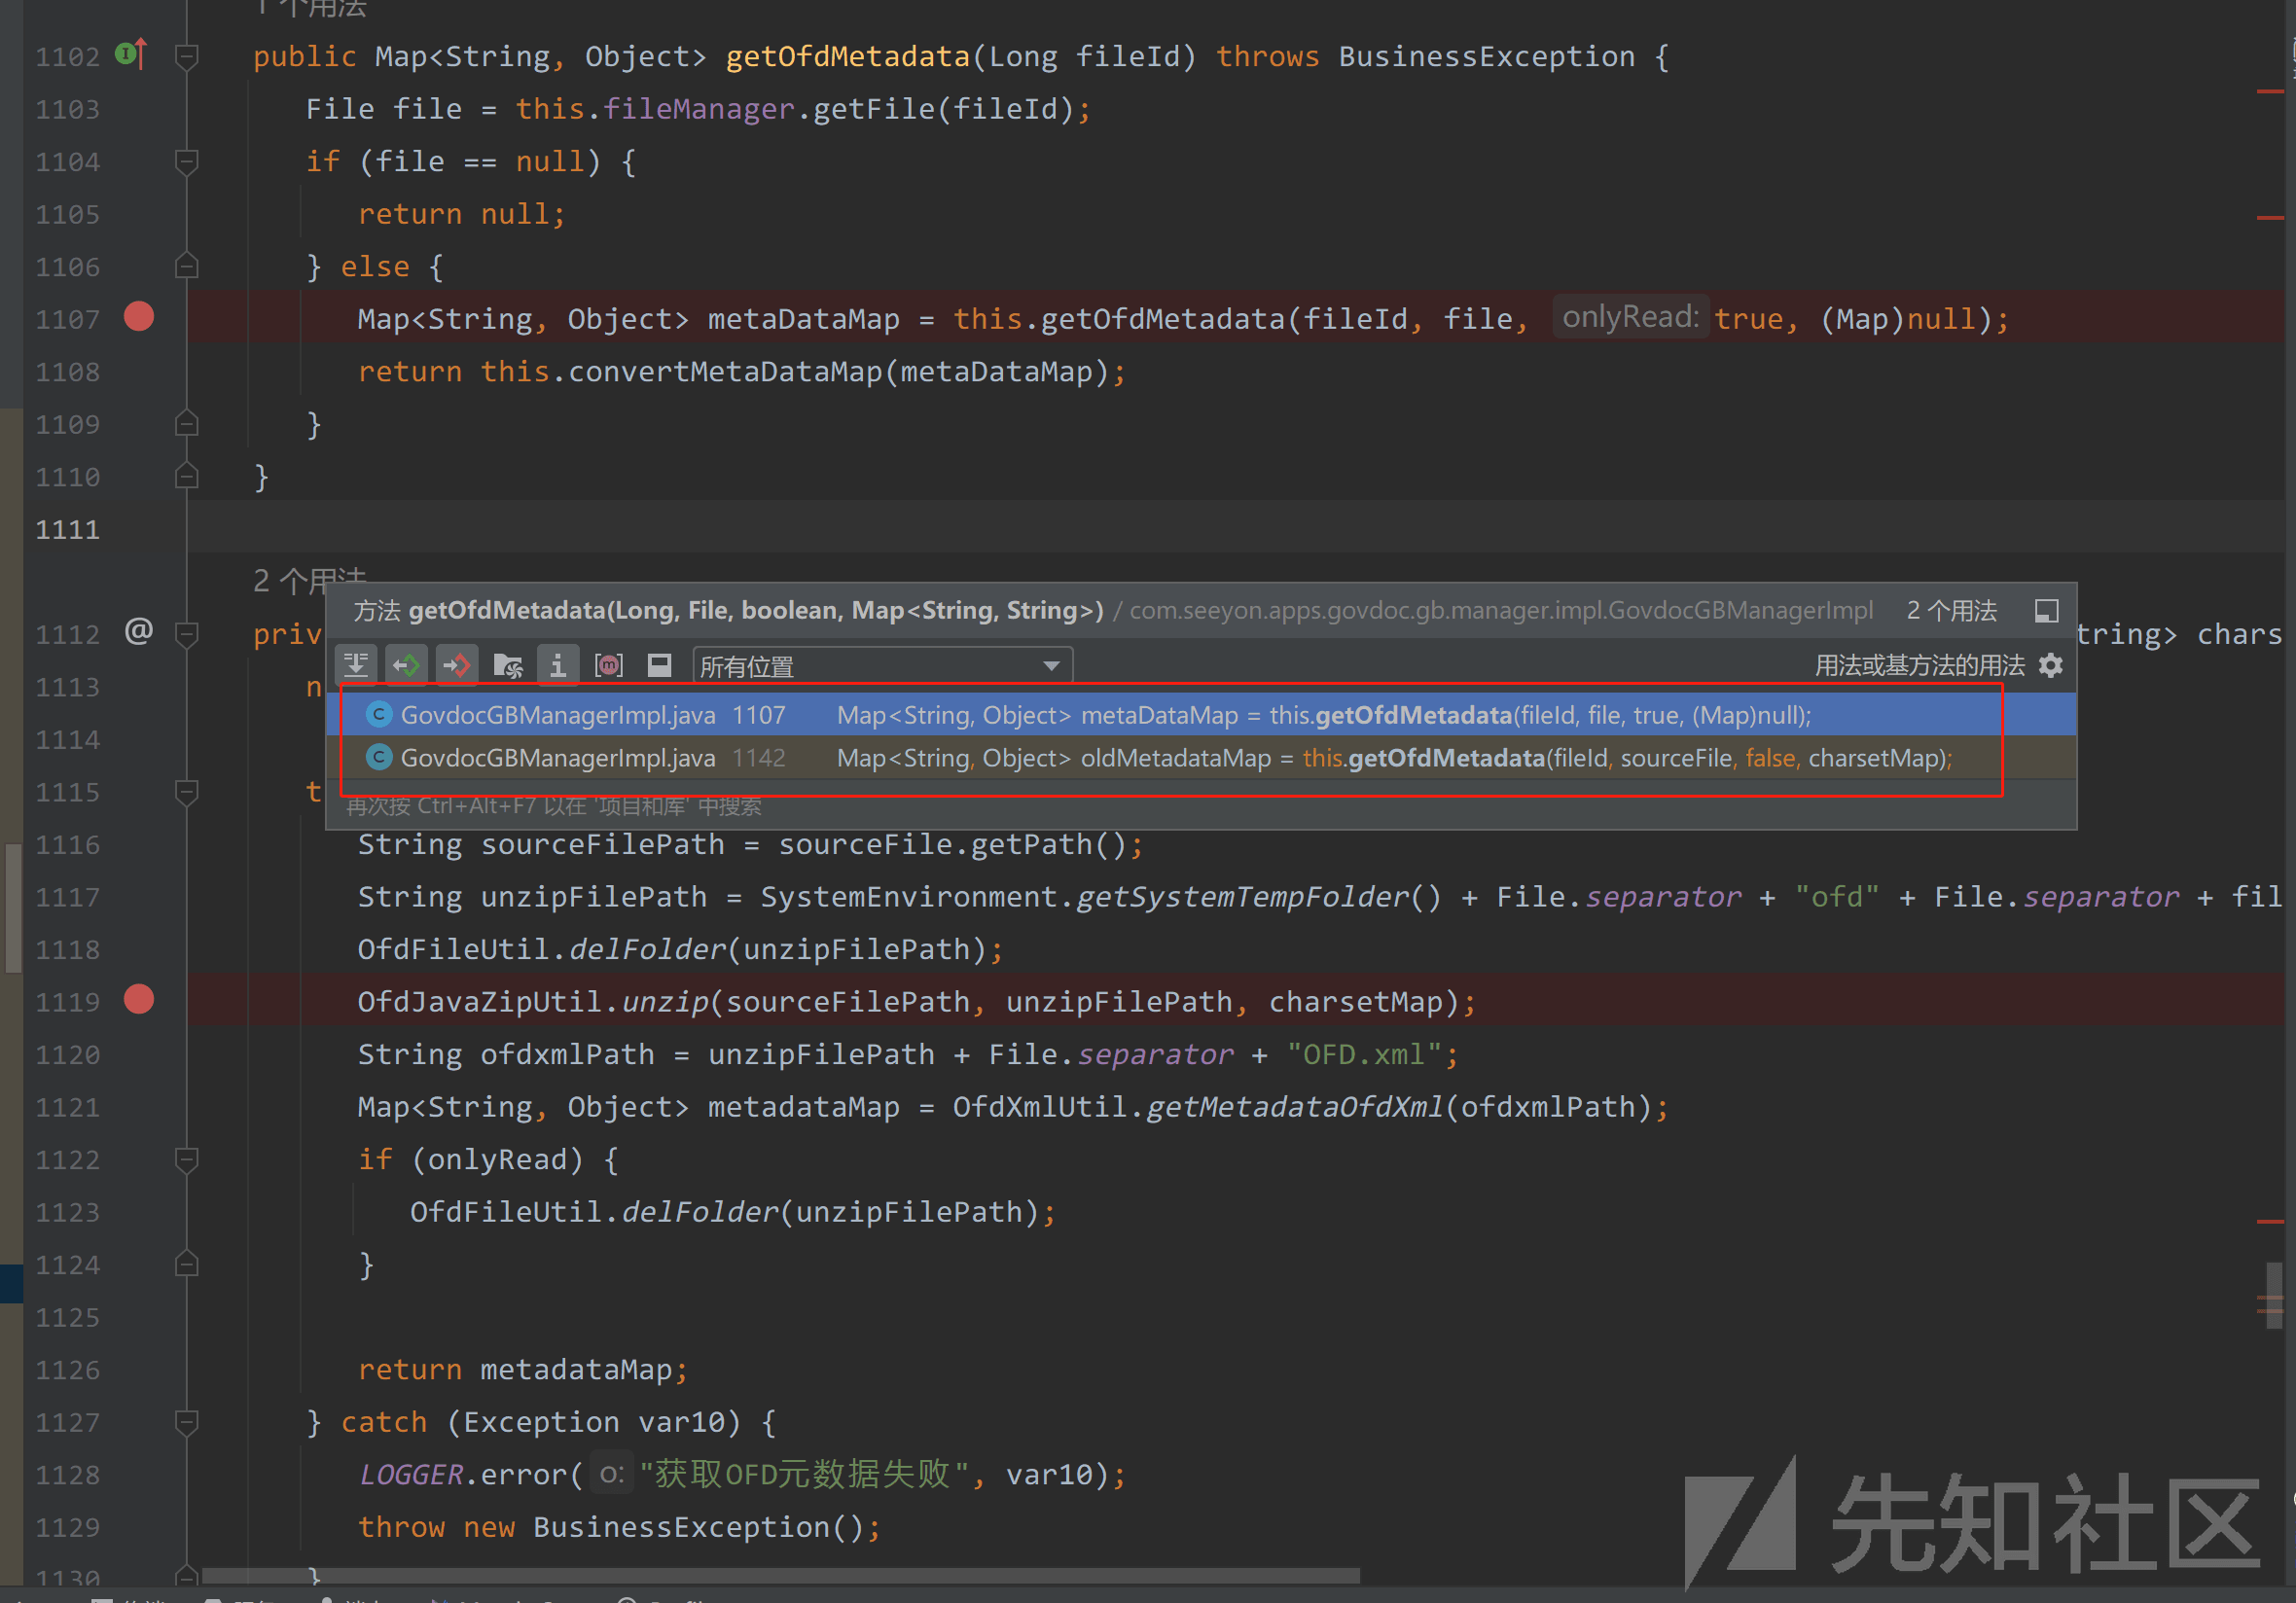 1 个用法
1102 public Map<String, Object> getOfdMetadata(Long fileId) throws BusinessException {
1103 File file = this.fileManager.getFile(fileId);
1104 if (file == null) {
1105 return null;
1106 } else {
1107 Map<String, Object> metaDataMap = this.getOfdMetadata(fileId, file, onlyRead: true, (Map)null);
1108 return this.convertMetaDataMap(metaDataMap);
1109 }
1110 }
1111
2 个用法
方法 getOfdMetadata(Long, File, boolean, Map<String, String>) / com.seeyon.apps.govdoc.gb.manager.impl.GovdocGBManagerImpl 2 个用法
1112 @ priv tring> chars
所有位置 用法或基方法的用法
1113 n
GovdocGBManagerImpl.java 1107 Map<String, Object> metaDataMap = this.getOfdMetadata(fileId, file, true, (Map)null);
1114
GovdocGBManagerImpl.java 1142 Map<String, Object> oldMetadataMap = this.getOfdMetadata(fileId, sourceFile, false, charsetMap);
1115 t
再次按 Ctrl+Alt+F7 以在 '项目和库' 中搜索
1116 String sourceFilePath = sourceFile.getPath();
1117 String unzipFilePath = SystemEnvironment.getSystemTempFolder() + File.separator + "ofd" + File.separator + fil
1118 OfdFileUtil.delFolder(unzipFilePath);
1119 OfdJavaZipUtil.unzip(sourceFilePath, unzipFilePath, charsetMap);
1120 String ofdxmlPath = unzipFilePath + File.separator + "OFD.xml";
1121 Map<String, Object> metadataMap = OfdXmlUtil.getMetadataOfdXml(ofdxmlPath);
1122 if (onlyRead) {
1123 OfdFileUtil.delFolder(unzipFilePath);
1124 }
1125
1126 return metadataMap;
1127 } catch (Exception var10) {
1128 LOGGER.error( o: "获取OFD元数据失败", var10);
1129 throw new BusinessException();
1130 }
先知社区